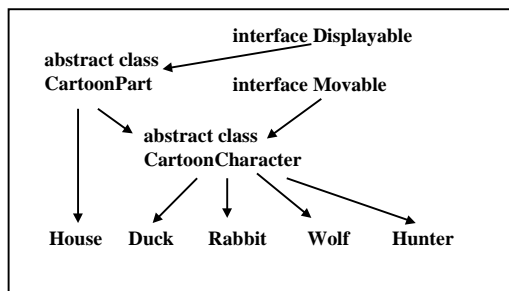 interface Displayable
abstract class
CartoonPart
interface Movable
abstract class
CartoonCharacter
House Duck Rabbit Wolf Hunter